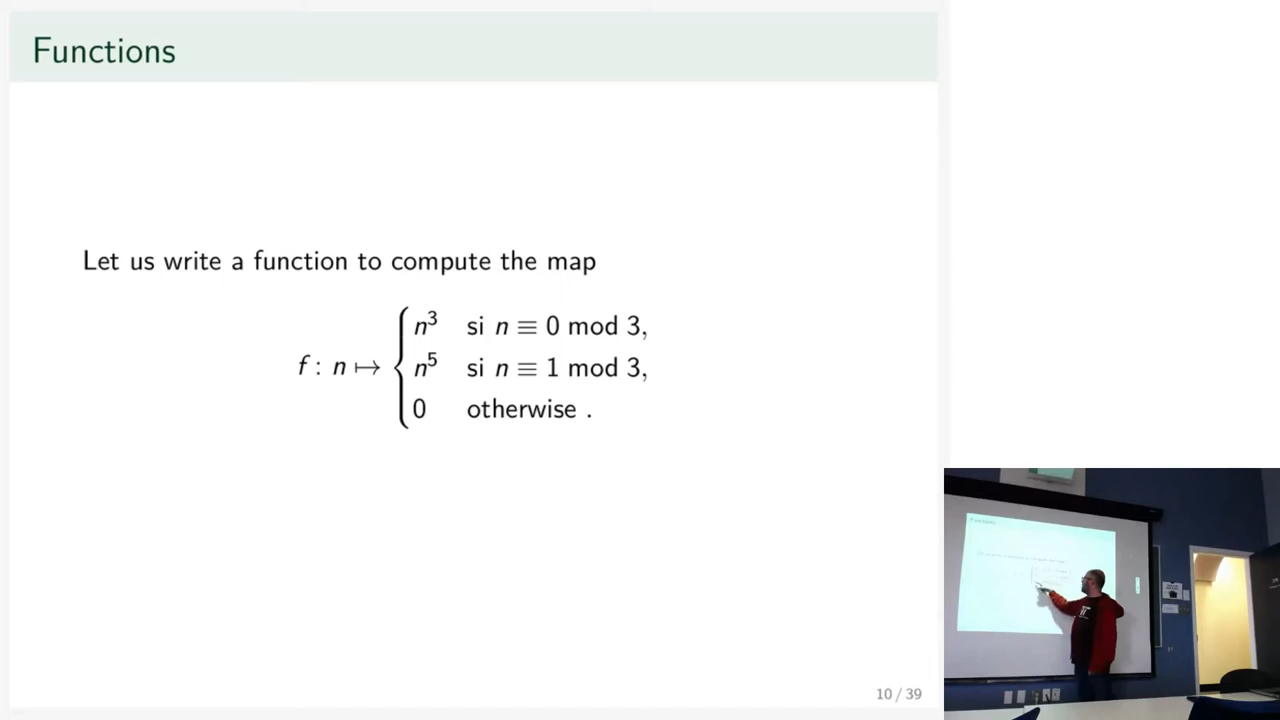 Functions
Let us write a function to compute the map
n³ si n ≡ 0 mod 3,
f : n ↦ { n⁵ si n ≡ 1 mod 3,
0 otherwise .
10 / 39